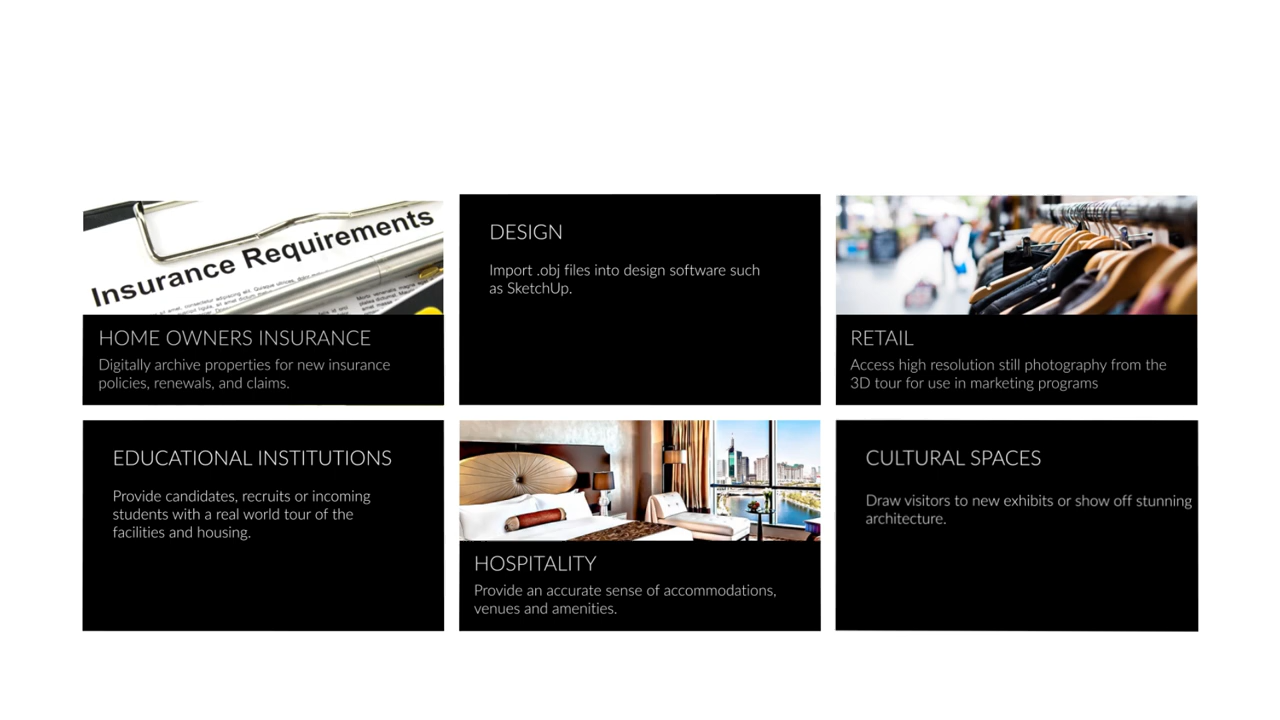 Insurance Requirements
HOME OWNERS INSURANCE
Digitally archive properties for new insurance
policies, renewals, and claims.
DESIGN
Import .obj files into design software such
as SketchUp.
RETAIL
Access high resolution still photography from the
3D tour for use in marketing programs
EDUCATIONAL INSTITUTIONS
Provide candidates, recruits or incoming
students with a real world tour of the
facilities and housing.
HOSPITALITY
Provide an accurate sense of accommodations,
venues and amenities.
CULTURAL SPACES
Draw visitors to new exhibits or show off stunning
architecture.